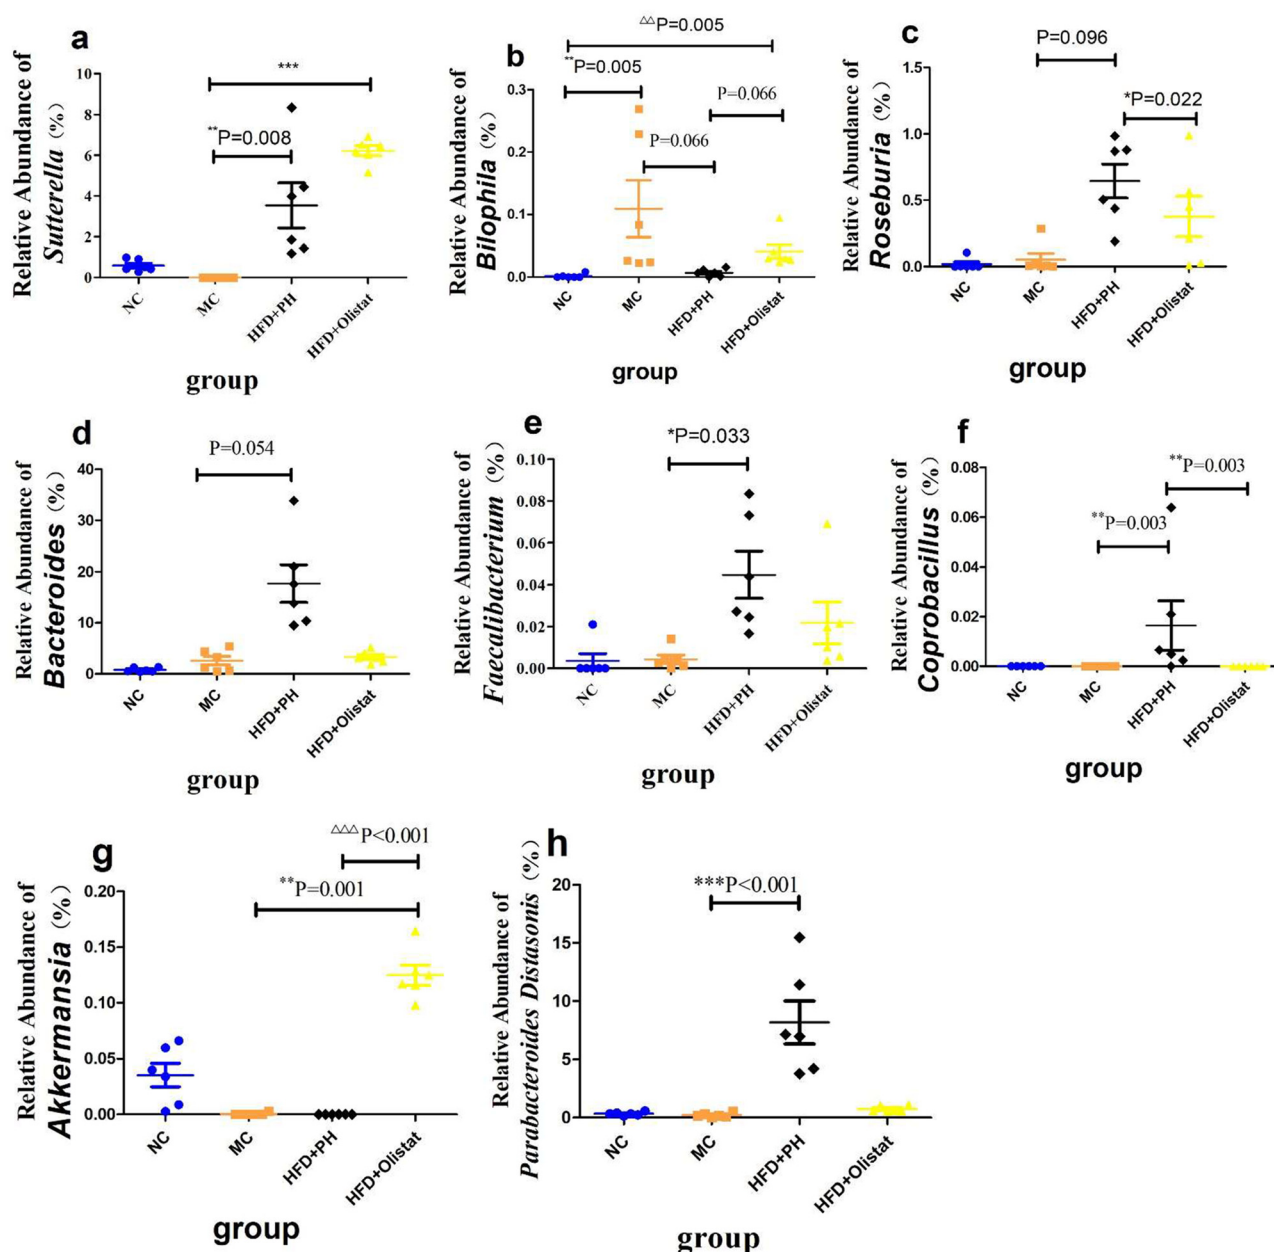 a
Relative Abundance of
Sutterella (%)
***
**P=0.008
10
8
6
4
2
0
NC
MC
HFD+PH
HFD+Olistat
group
b
Relative Abundance of
Bilophila (%)
△△P=0.005
**P=0.005
P=0.066
P=0.066
0.3
0.2
0.1
0.0
NC
MC
HFD+PH
HFD+Olistat
group
c
Relative Abundance of
Roseburia (%)
P=0.096
*P=0.022
1.5
1.0
0.5
0.0
NC
MC
HFD+PH
HFD+Olistat
group
d
Relative Abundance of
Bacteroides (%)
P=0.054
40
30
20
10
0
NC
MC
HFD+PH
HFD+Olistat
group
e
Relative Abundance of
Faecalibacterium (%)
*P=0.033
0.10
0.08
0.06
0.04
0.02
0.00
NC
MC
HFD+PH
HFD+Olistat
group
f
Relative Abundance of
Coprobacillus (%)
**P=0.003
**P=0.003
0.08
0.06
0.04
0.02
0.00
NC
MC
HFD+PH
HFD+Olistat
group
g
Relative Abundance of
Akkermansia (%)
△△△P<0.001
**P=0.001
0.20
0.15
0.10
0.05
0.00
NC
MC
HFD+PH
HFD+Olistat
group
h
Relative Abundance of
Parabacteroides Distasonis (%)
***P<0.001
20
15
10
5
0
NC
MC
HFD+PH
HFD+Olistat
group